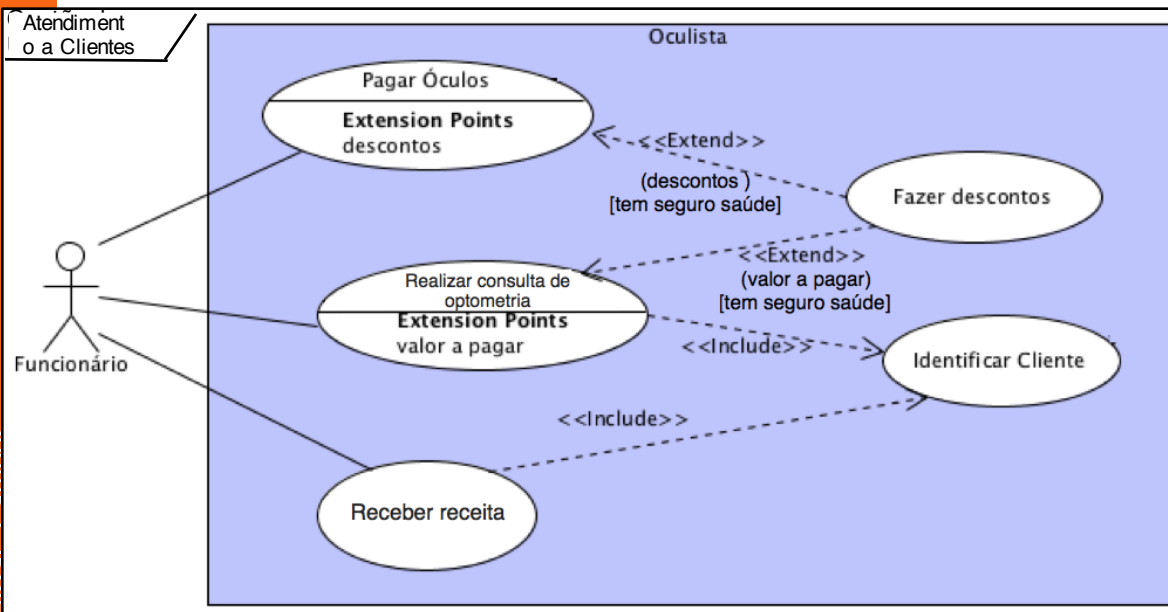 Atendiment
o a Clientes
Oculista
Pagar Óculos
Extension Points
descontos
<<Extend>>
(descontos )
[tem seguro saúde]
Fazer descontos
<<Extend>>
(valor a pagar)
[tem seguro saúde]
Realizar consulta de
optometria
Extension Points
valor a pagar
Funcionário
<<Include>>
Identificar Cliente
<<Include>>
Receber receita